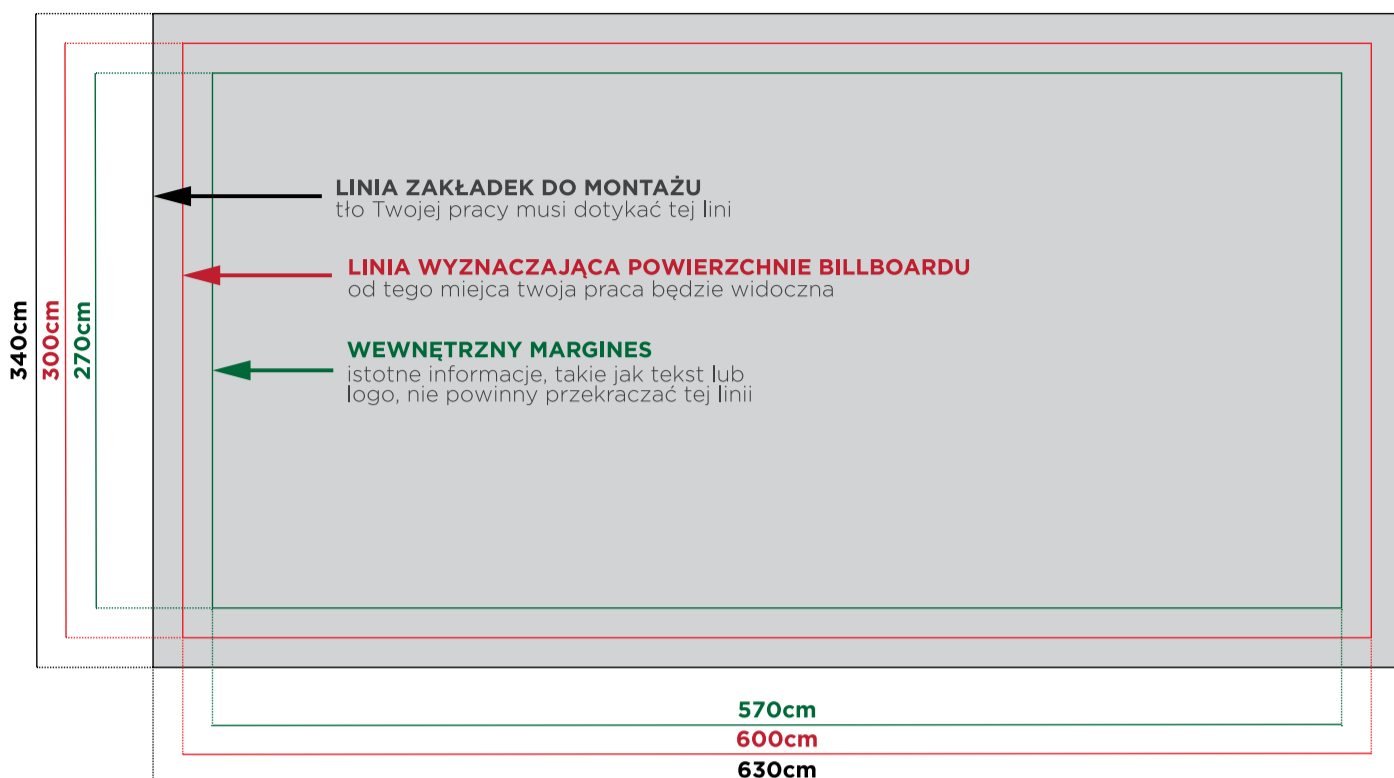 LINIA ZAKŁADEK DO MONTAŻU
tło Twojej pracy musi dotykać tej lini
LINIA WYZNACZAJĄCA POWIERZCHNIE BILLBOARDU
od tego miejca twoja praca będzie widoczna
WEWNĘTRZNY MARGINES
istotne informacje, takie jak tekst lub
logo, nie powinny przekraczać tej linii
340cm
300cm
270cm
570cm
600cm
630cm